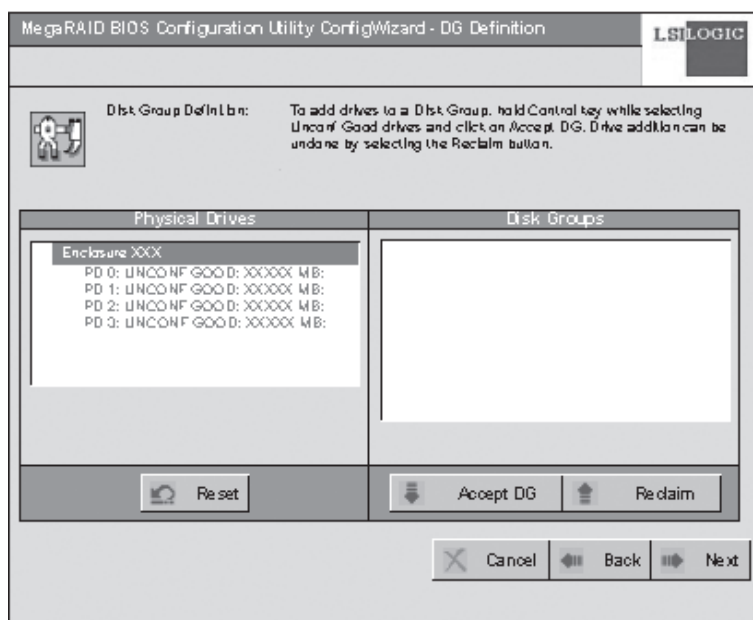 MegaRAID BIOS Configuration Utility ConfigWizard - DG Definition
LSI LOGIC
Disk Group Definition:
To add drives to a Disk Group, hold Control key while selecting
Unconf Good drives and click on Accept DG. Drive addition can be
undone by selecting the Reclaim button.
Physical Drives
Disk Groups
Enclosure XXX
PD 0: UNCONF GOOD: XXXXX MB:
PD 1: UNCONF GOOD: XXXXX MB:
PD 2: UNCONF GOOD: XXXXX MB:
PD 3: UNCONF GOOD: XXXXX MB:
Reset
Accept DG
Reclaim
Cancel
Back
Next